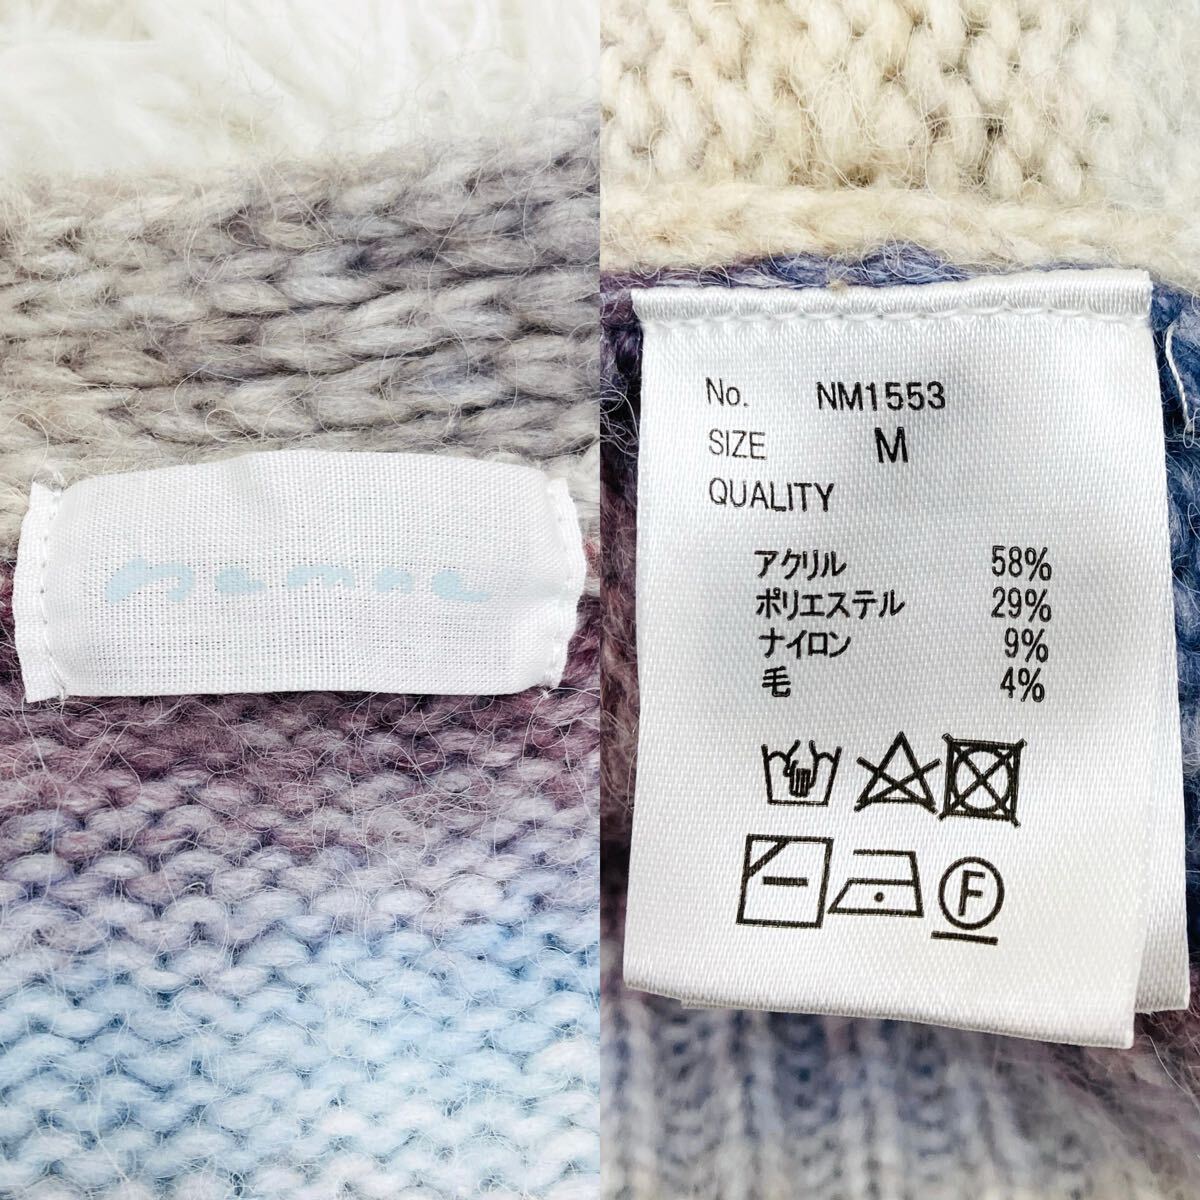 No. NM1553
SIZE M
QUALITY
アクリル 58%
ポリエステル 29%
ナイロン 9%
毛 4%
F